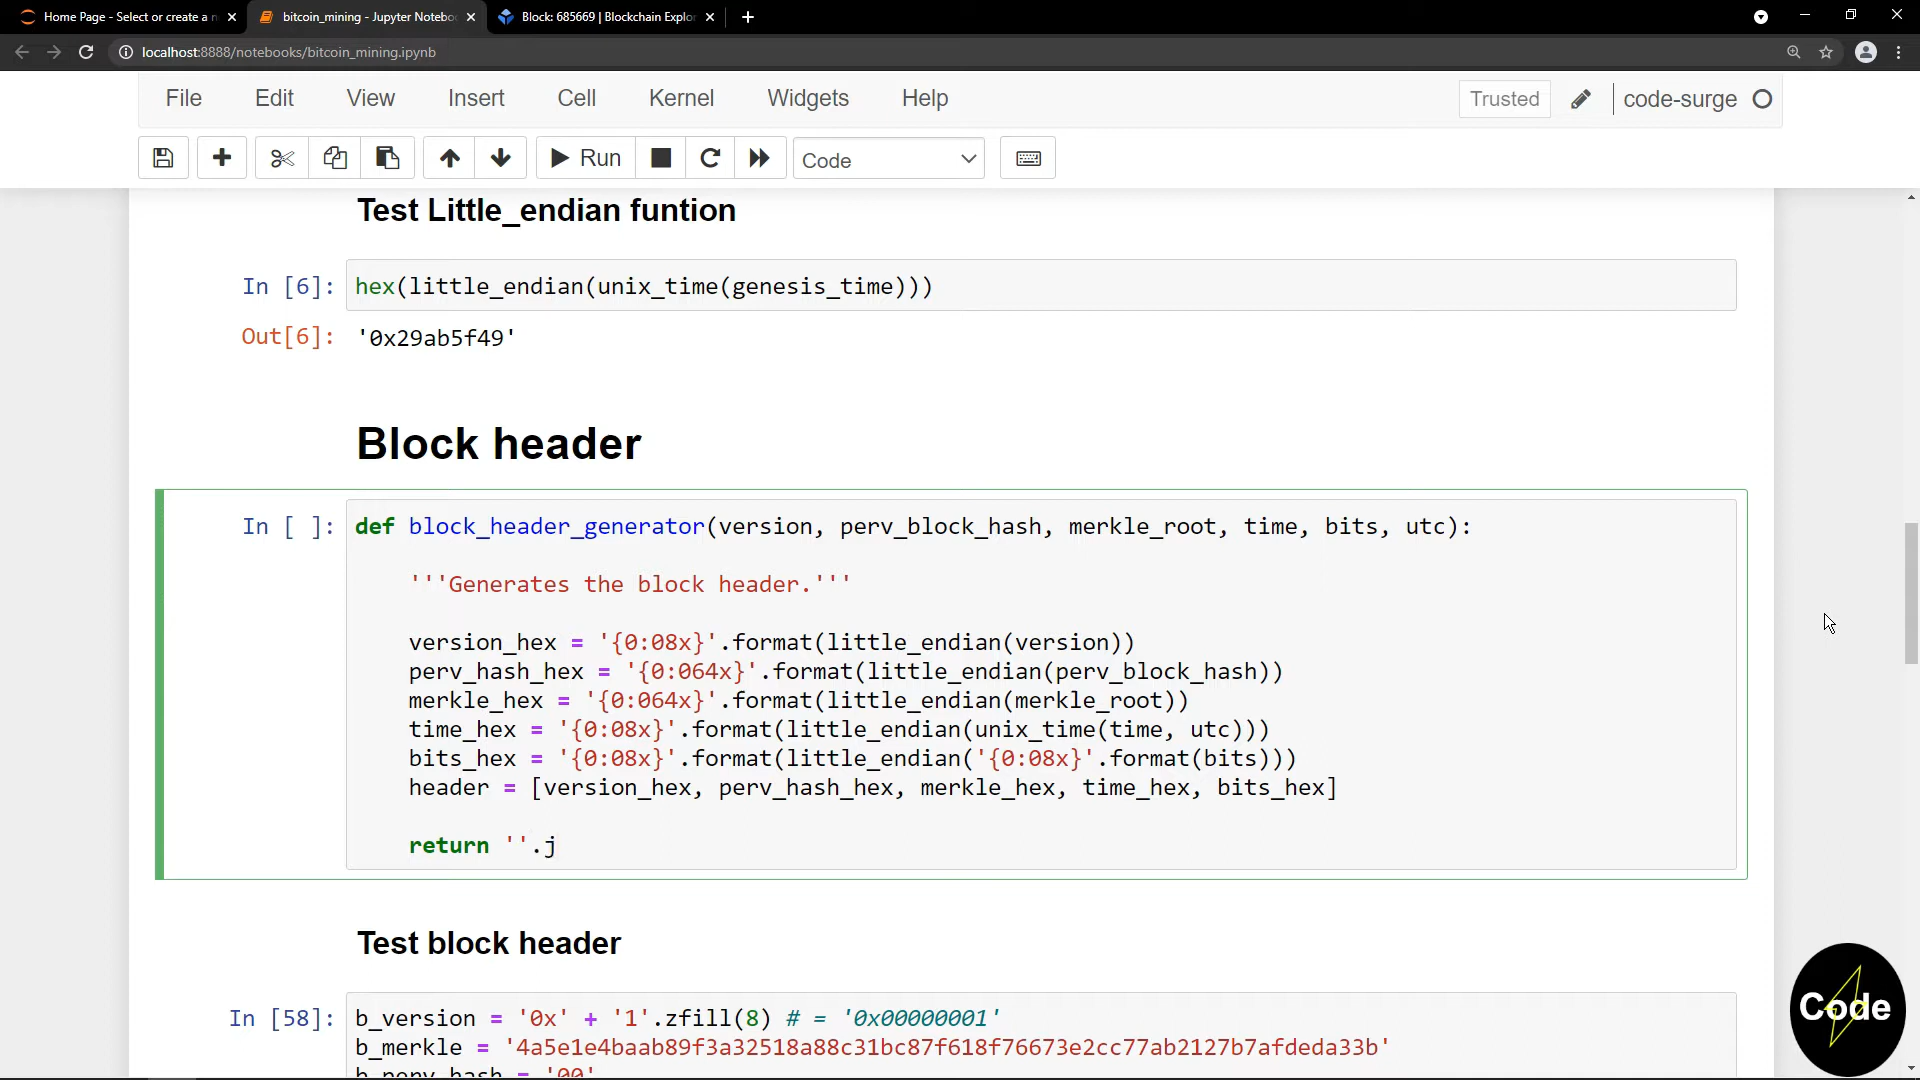 Home Page - Select or create a n
bitcoin_mining - Jupyter Notebo
Block: 685669 | Blockchain Explor
localhost:8888/notebooks/bitcoin_mining.ipynb
File Edit View Insert Cell Kernel Widgets Help Trusted code-surge
Run Code
Test Little_endian funtion
In [6]: hex(little_endian(unix_time(genesis_time)))
Out[6]: '0x29ab5f49'
Block header
In [ ]: def block_header_generator(version, perv_block_hash, merkle_root, time, bits, utc):
'''Generates the block header.'''
version_hex = '{0:08x}'.format(little_endian(version))
perv_hash_hex = '{0:064x}'.format(little_endian(perv_block_hash))
merkle_hex = '{0:064x}'.format(little_endian(merkle_root))
time_hex = '{0:08x}'.format(little_endian(unix_time(time, utc)))
bits_hex = '{0:08x}'.format(little_endian('{0:08x}'.format(bits)))
header = [version_hex, perv_hash_hex, merkle_hex, time_hex, bits_hex]
return ''.j
Test block header
In [58]: b_version = '0x' + '1'.zfill(8) # = '0x00000001'
b_merkle = '4a5e1e4baab89f3a32518a88c31bc87f618f76673e2cc77ab2127b7afdeda33b'
b_perv_hash = '00'
Code